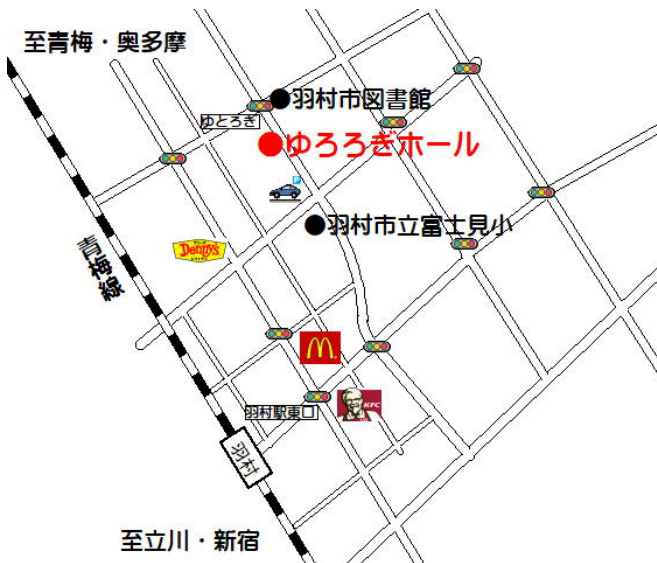 至青梅・奥多摩
●羽村市図書館
ゆとろぎ
●ゆろろぎホール
P
●羽村市立富士見小
Denny's
青梅線
羽村駅東口
KFC
羽村
至立川・新宿